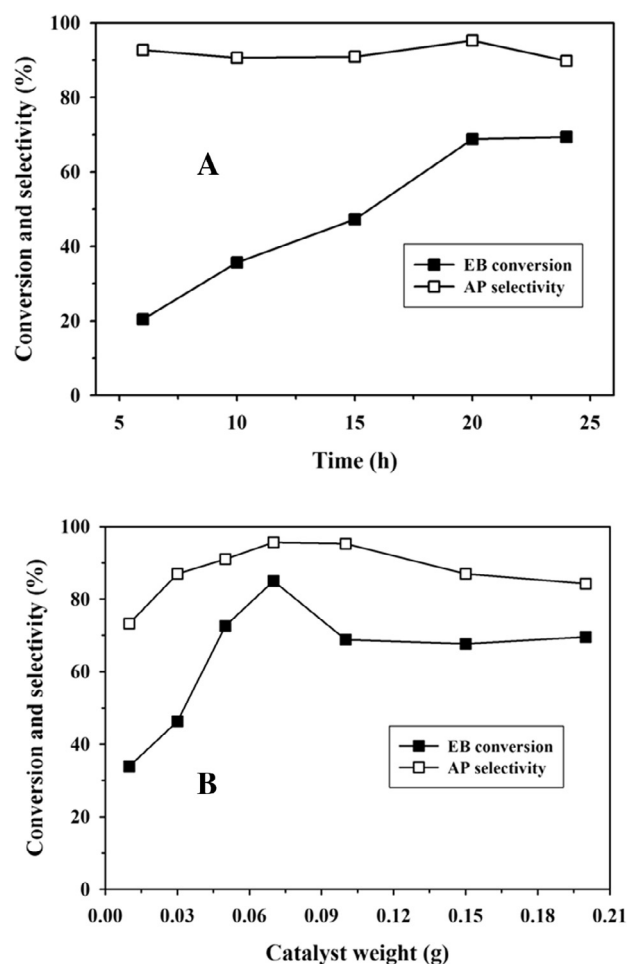 100
80
60
40
20
0
Conversion and selectivity (%)
A
EB conversion
AP selectivity
5 10 15 20 25
Time (h)
100
80
60
40
20
0
Conversion and selectivity (%)
EB conversion
AP selectivity
B
0.00 0.03 0.06 0.09 0.12 0.15 0.18 0.21
Catalyst weight (g)